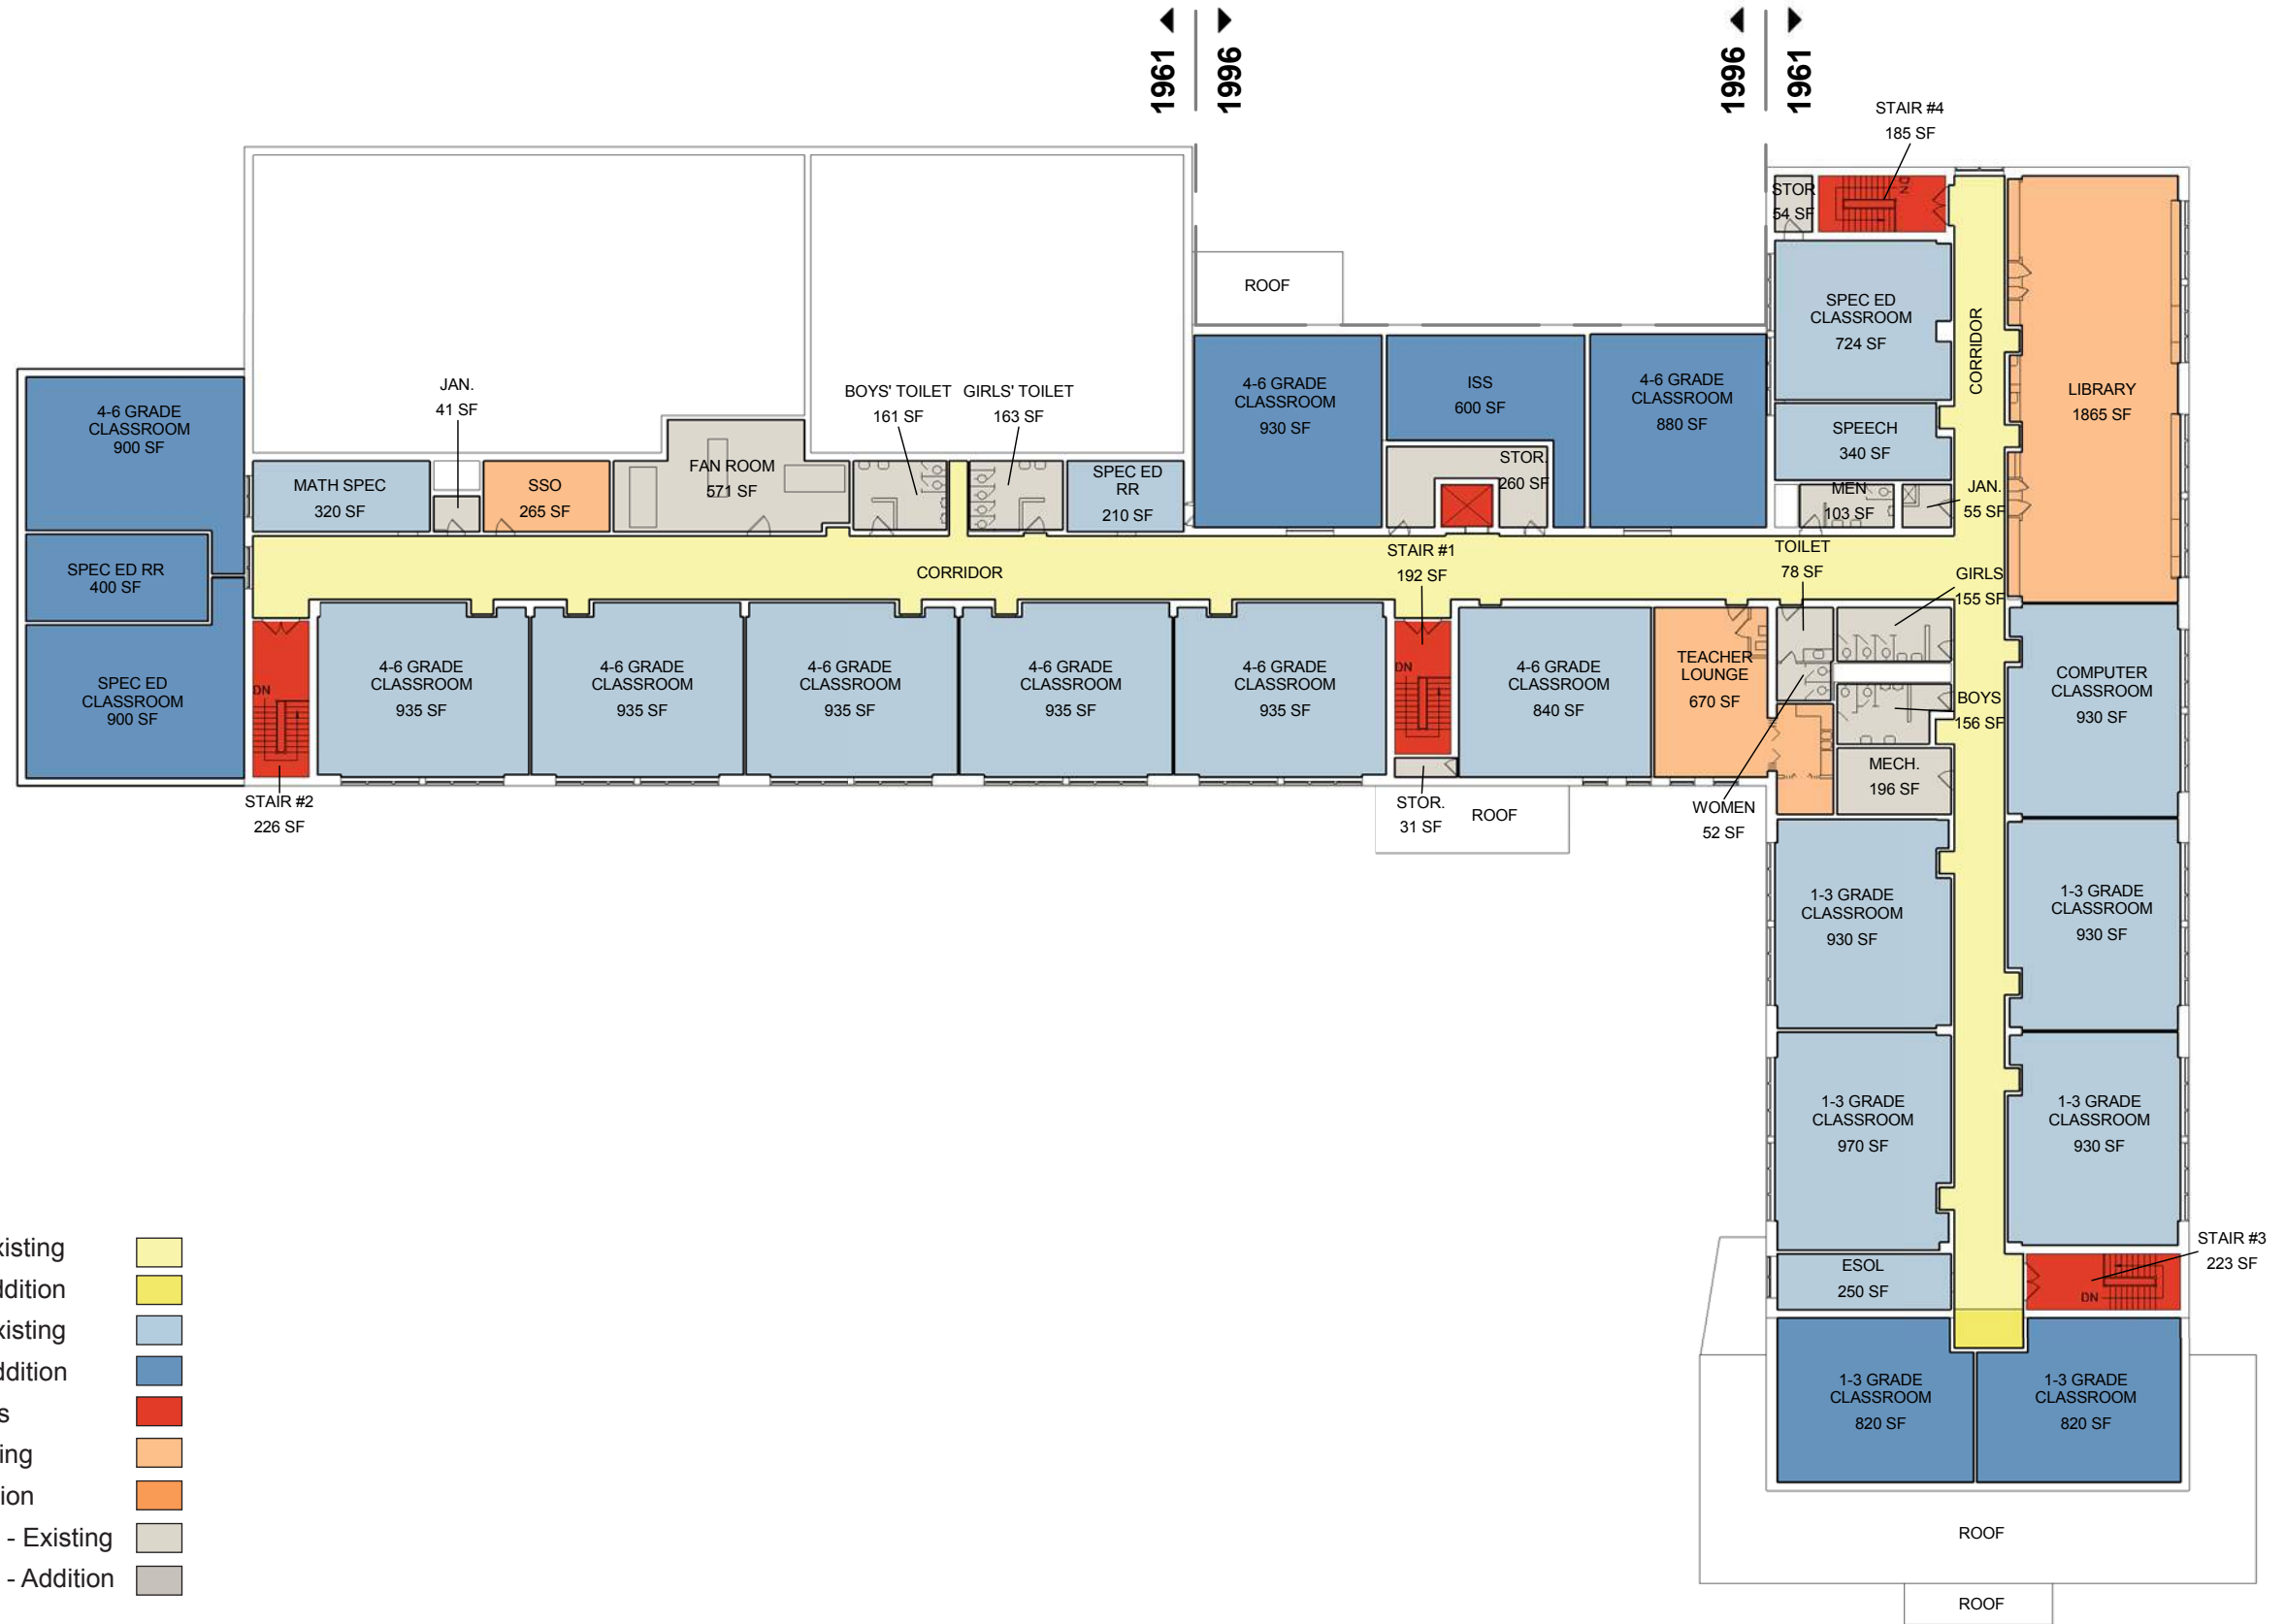 1961
1996
1996
1961
STAIR #4
185 SF
STOR
54 SF
DN
ROOF
SPEC ED
CLASSROOM
724 SF
CORRIDOR
LIBRARY
1865 SF
4-6 GRADE
CLASSROOM
900 SF
JAN.
41 SF
BOYS' TOILET
161 SF
GIRLS' TOILET
163 SF
4-6 GRADE
CLASSROOM
930 SF
ISS
600 SF
4-6 GRADE
CLASSROOM
880 SF
SPEECH
340 SF
MATH SPEC
320 SF
SSO
265 SF
FAN ROOM
571 SF
SPEC ED
RR
210 SF
STOR.
260 SF
MEN
103 SF
JAN.
55 SF
SPEC ED RR
400 SF
CORRIDOR
STAIR #1
192 SF
TOILET
78 SF
GIRLS
155 SF
SPEC ED
CLASSROOM
900 SF
DN
4-6 GRADE
CLASSROOM
935 SF
4-6 GRADE
CLASSROOM
935 SF
4-6 GRADE
CLASSROOM
935 SF
4-6 GRADE
CLASSROOM
935 SF
4-6 GRADE
CLASSROOM
935 SF
DN
4-6 GRADE
CLASSROOM
840 SF
TEACHER
LOUNGE
670 SF
BOYS
156 SF
COMPUTER
CLASSROOM
930 SF
MECH.
196 SF
STAIR #2
226 SF
STOR.
31 SF
ROOF
WOMEN
52 SF
1-3 GRADE
CLASSROOM
930 SF
1-3 GRADE
CLASSROOM
930 SF
1-3 GRADE
CLASSROOM
970 SF
1-3 GRADE
CLASSROOM
930 SF
STAIR #3
223 SF
ESOL
250 SF
DN
1-3 GRADE
CLASSROOM
820 SF
1-3 GRADE
CLASSROOM
820 SF
ROOF
ROOF
xisting
ddition
xisting
ddition
s
ing
ion
- Existing
- Addition